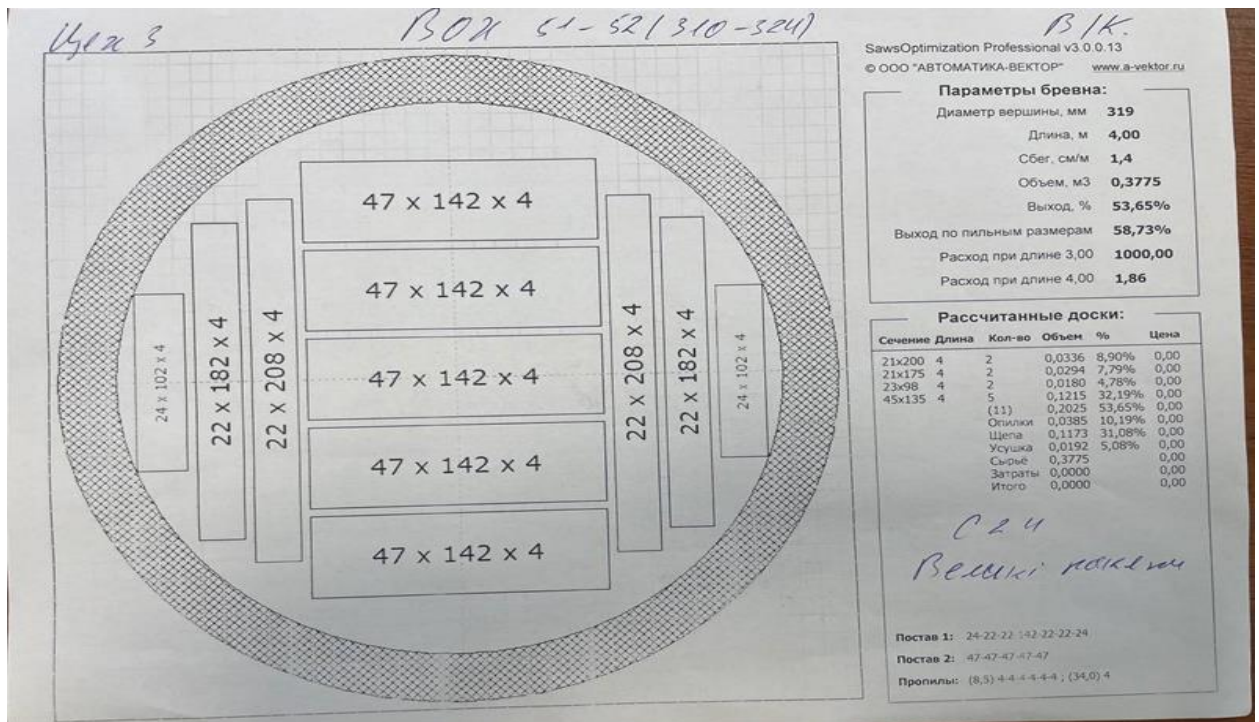 Цех 3
ВОК 51-52 (310-324)
В/К.
SawsOptimization Professional v3.0.0.13
© ООО "АВТОМАТИКА-ВЕКТОР" www.a-vektor.ru
Параметры бревна:
Диаметр вершины, мм 319
Длина, м 4,00
Сбег, см/м 1,4
Объем, м3 0,3775
Выход, % 53,65%
Выход по пильным размерам 58,73%
Расход при длине 3,00 1000,00
Расход при длине 4,00 1,86
47 x 142 x 4
47 x 142 x 4
47 x 142 x 4
47 x 142 x 4
47 x 142 x 4
24 x 102 x 4
22 x 182 x 4
22 x 208 x 4
22 x 208 x 4
22 x 182 x 4
24 x 102 x 4
Рассчитанные доски:
Сечение Длина Кол-во Объем % Цена
21x200 4 2 0,0336 8,90% 0,00
21x175 4 2 0,0294 7,79% 0,00
23x98 4 2 0,0180 4,78% 0,00
45x135 4 5 0,1215 32,19% 0,00
(11) 0,2025 53,65% 0,00
Опилки 0,0385 10,19% 0,00
Щепа 0,1173 31,08% 0,00
Усушка 0,0192 5,08% 0,00
Сырьё 0,3775 0,00
Затраты 0,0000 0,00
Итого 0,0000 0,00
С 24
Великі пакети
Постав 1: 24-22-22-142-22-22-24
Постав 2: 47-47-47-47-47
Пропилы: (8,5) 4-4-4-4-4-4 ; (34,0) 4